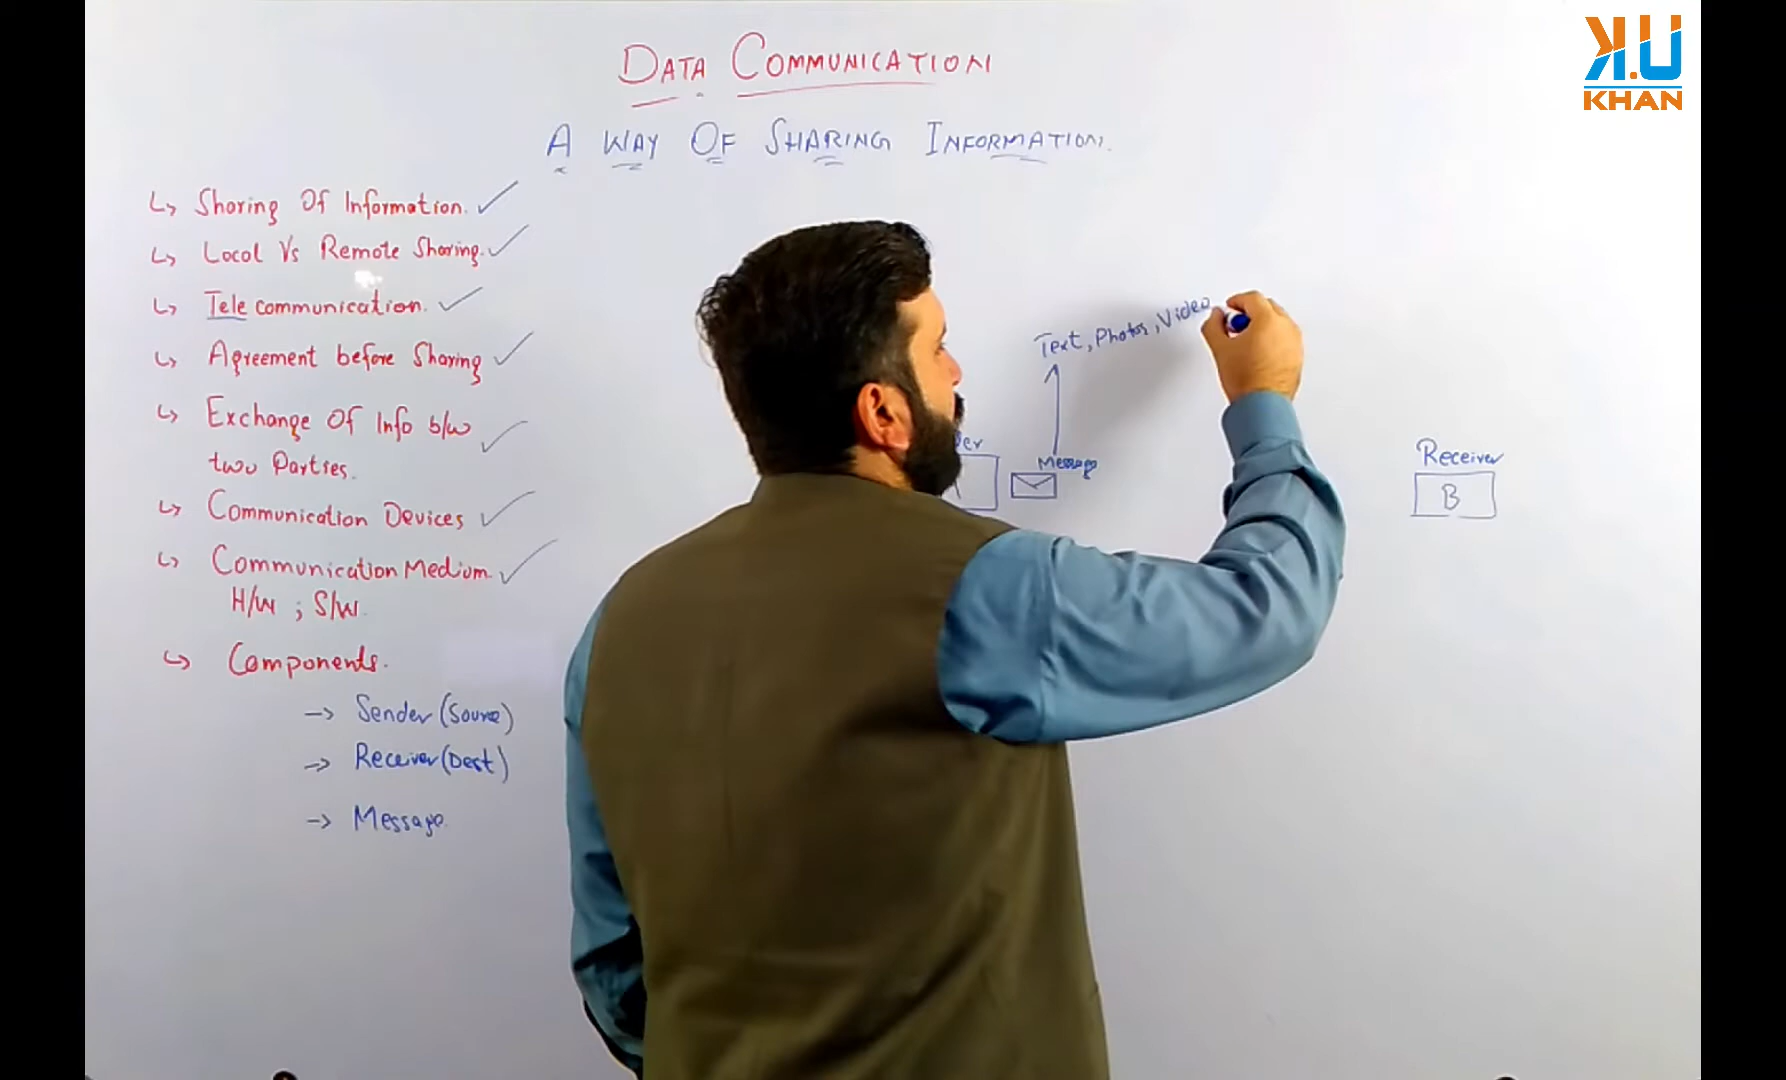 K.U
KHAN
DATA COMMUNICATION
A WAY OF SHARING INFORMATION.
↳ Sharing Of Information. ✓
↳ Local Vs Remote Sharing. ✓
↳ Tele communication. ✓
↳ Agreement before Sharing ✓
↳ Exchange Of Info b/w ✓
two Parties.
↳ Communication Devices ✓
↳ Communication Medium. ✓
H/W ; S/W.
↳ Components.
→ Sender (Source)
→ Receiver (Dest)
→ Message.
Text, Photos, Video
der
Message
Receiver
B